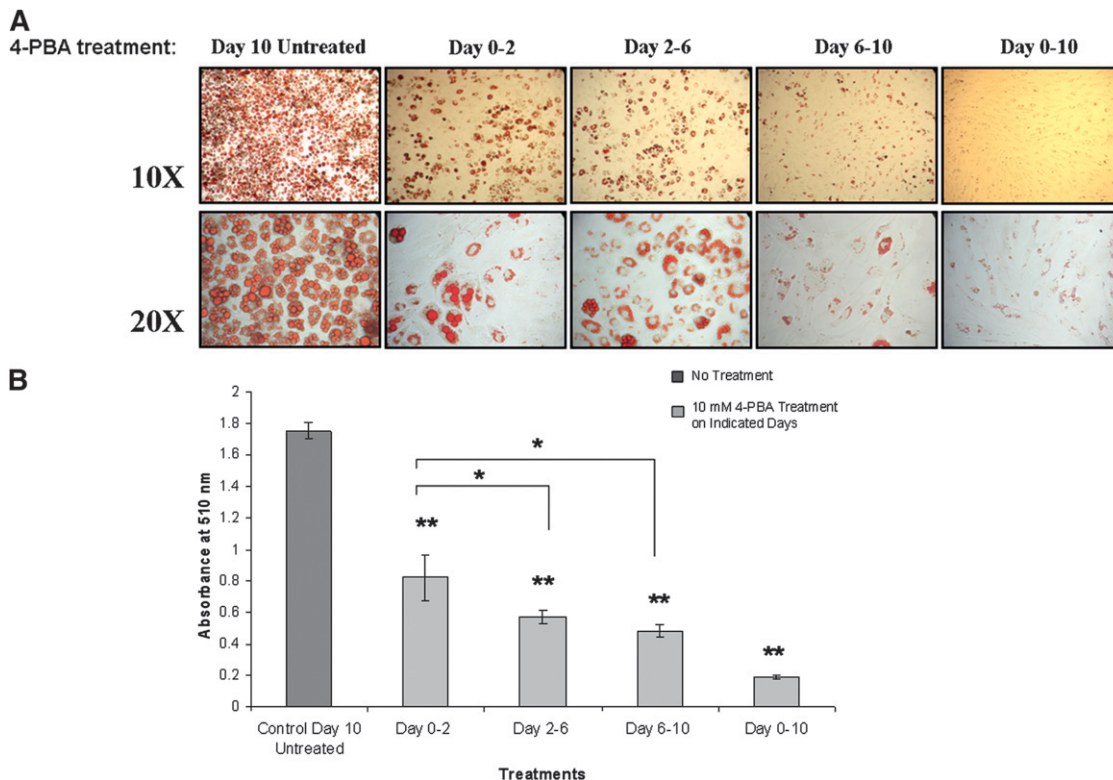 A
4-PBA treatment:
Day 10 Untreated
Day 0-2
Day 2-6
Day 6-10
Day 0-10
10X
20X
B
No Treatment
10 mM 4-PBA Treatment
on Indicated Days
2
1.8
1.6
1.4
1.2
1
0.8
0.6
0.4
0.2
0
Absorbance at 510 nm
*
*
**
**
**
**
Control Day 10
Untreated
Day 0-2
Day 2-6
Day 6-10
Day 0-10
Treatments